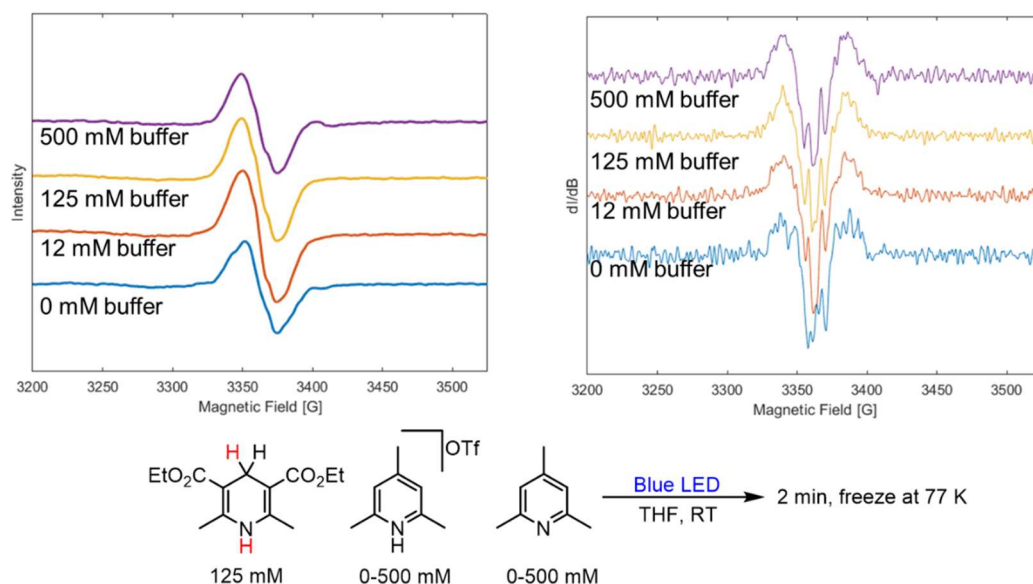 Intensity
500 mM buffer
125 mM buffer
12 mM buffer
0 mM buffer
3200 3250 3300 3350 3400 3450 3500
Magnetic Field [G]
dI/dB
500 mM buffer
125 mM buffer
12 mM buffer
0 mM buffer
3200 3250 3300 3350 3400 3450 3500
Magnetic Field [G]
H H
EtO₂C CO₂Et
N
H
125 mM
OTf
N
H
0-500 mM
N
0-500 mM
Blue LED
THF, RT
2 min, freeze at 77 K